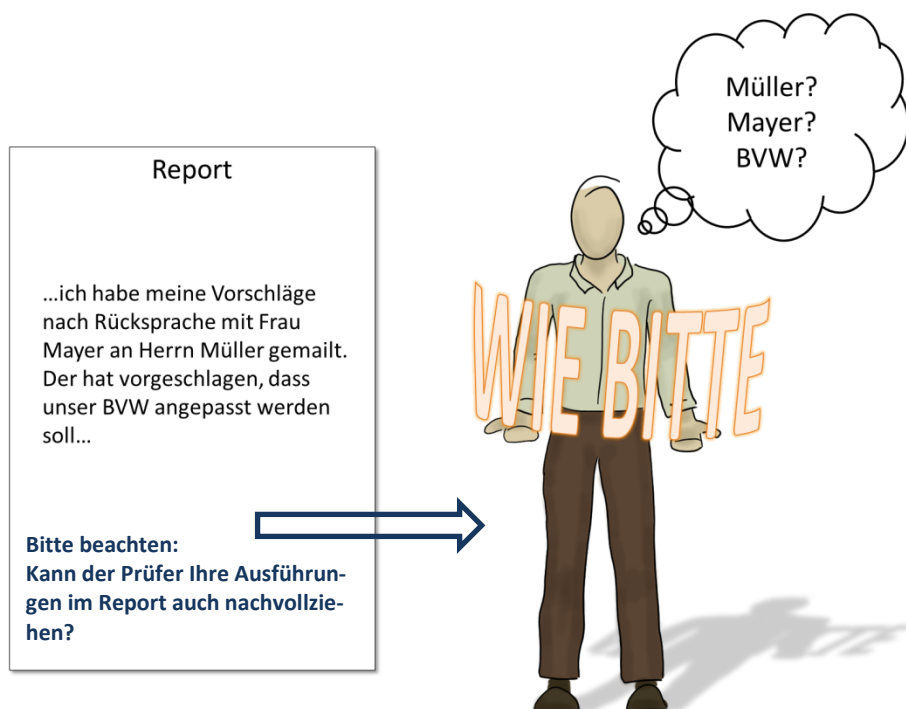 Report
...ich habe meine Vorschläge
nach Rücksprache mit Frau
Mayer an Herrn Müller gemailt.
Der hat vorgeschlagen, dass
unser BVW angepasst werden
soll...
Bitte beachten:
Kann der Prüfer Ihre Ausführun-
gen im Report auch nachvollzie-
hen?
Müller?
Mayer?
BVW?
WIE BITTE